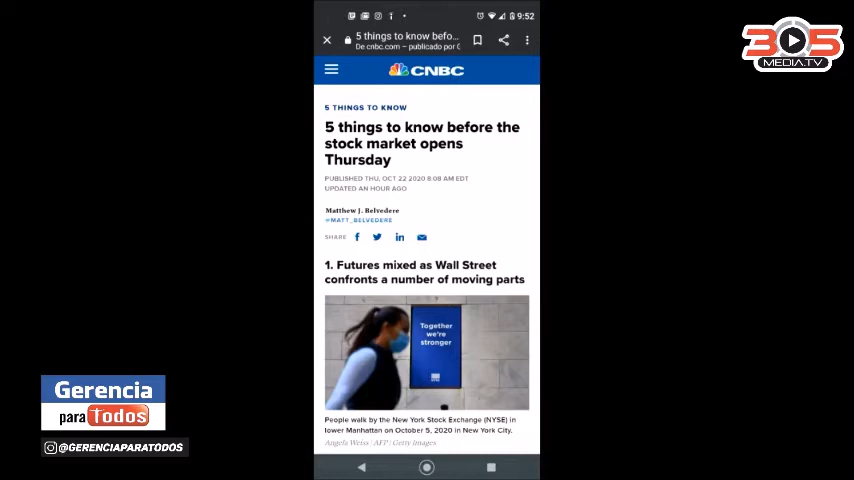 9:52
5 things to know befo...
De cnbc.com – publicado por G
CNBC
5 THINGS TO KNOW
5 things to know before the
stock market opens
Thursday
PUBLISHED THU, OCT 22 2020 8:08 AM EDT
UPDATED AN HOUR AGO
Matthew J. Belvedere
@MATT_BELVEDERE
SHARE
1. Futures mixed as Wall Street
confronts a number of moving parts
Together
we're
stronger
People walk by the New York Stock Exchange (NYSE) in
lower Manhattan on October 5, 2020 in New York City.
Angela Weiss | AFP | Getty Images
305
MEDIA.TV
Gerencia
para Todos
@GERENCIAPARATODOS